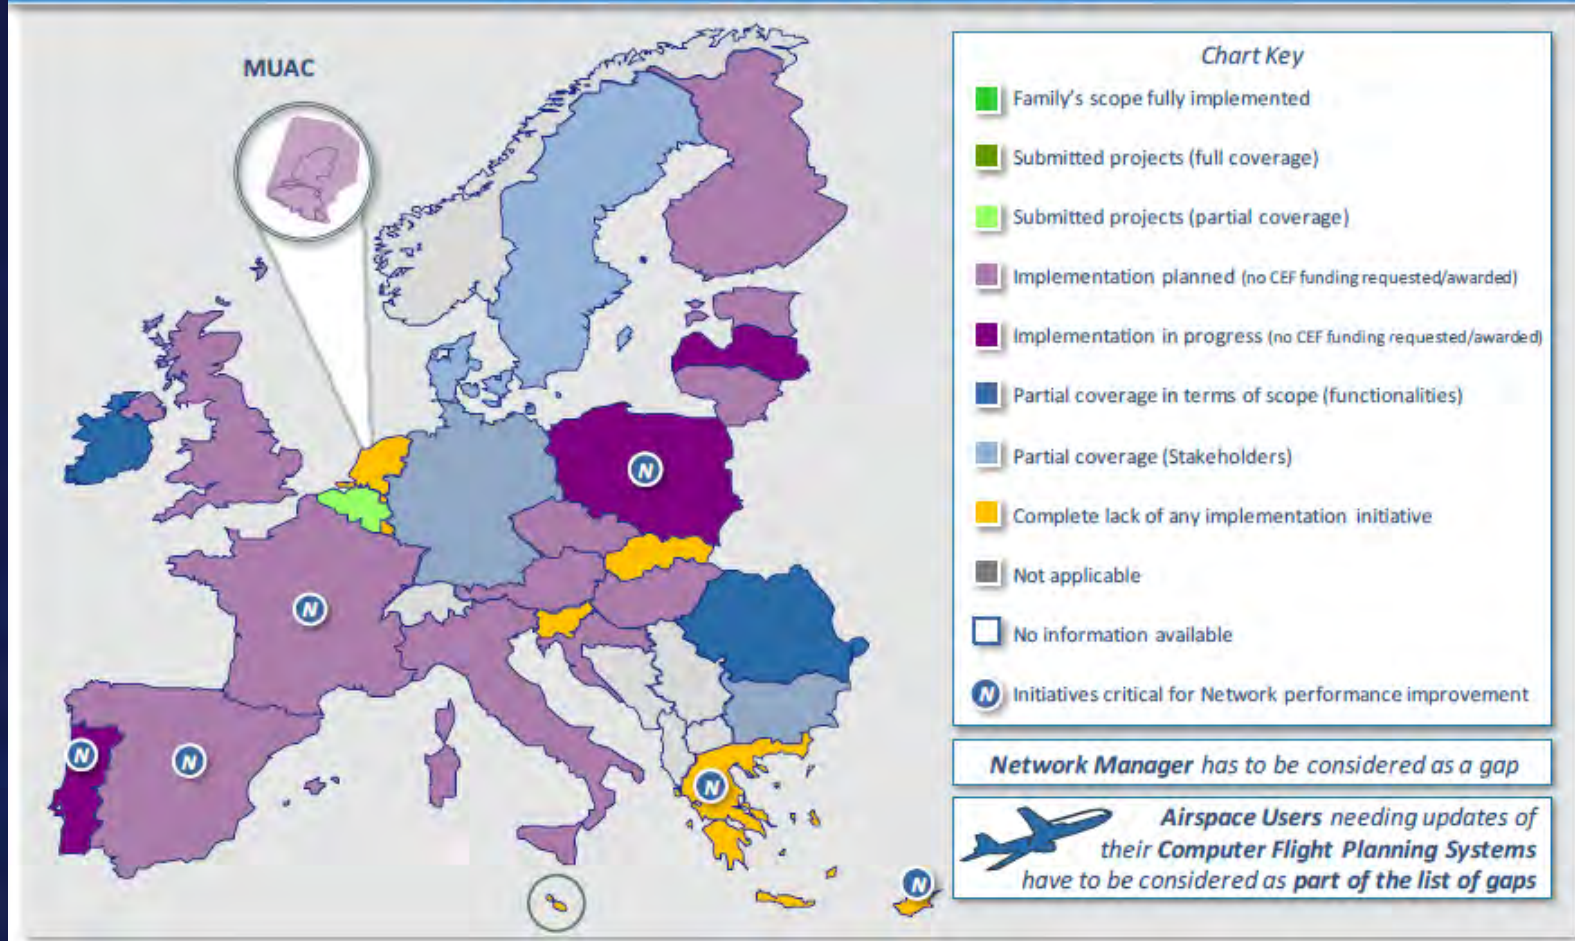 MUAC
N
N
N
N
N
N
Chart Key
Family's scope fully implemented
Submitted projects (full coverage)
Submitted projects (partial coverage)
Implementation planned (no CEF funding requested/awarded)
Implementation in progress (no CEF funding requested/awarded)
Partial coverage in terms of scope (functionalities)
Partial coverage (Stakeholders)
Complete lack of any implementation initiative
Not applicable
No information available
N Initiatives critical for Network performance improvement
Network Manager has to be considered as a gap
Airspace Users needing updates of
their Computer Flight Planning Systems
have to be considered as part of the list of gaps